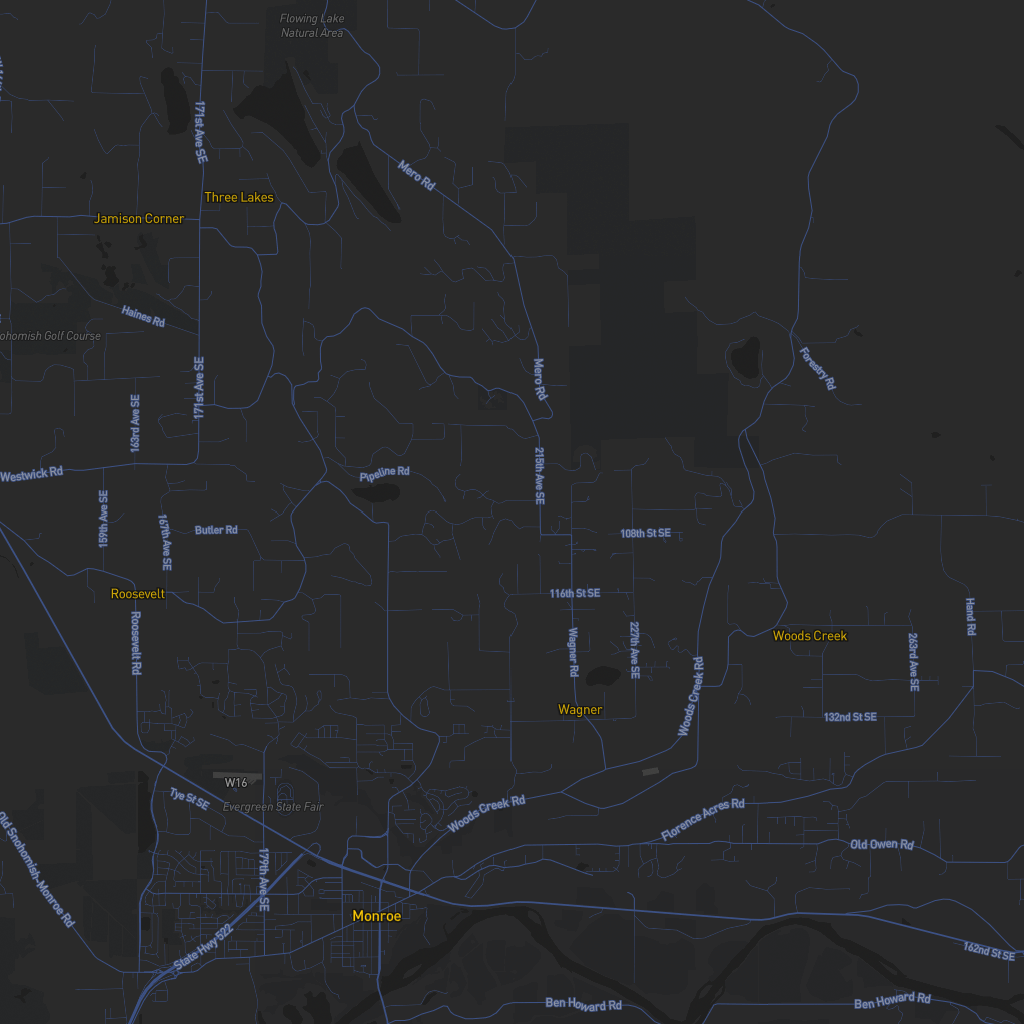 Flowing Lake
Natural Area
171st Ave SE
Mero Rd
Three Lakes
Jamison Corner
Haines Rd
ohomish Golf Course
Forestry Rd
Mero Rd
171st Ave SE
163rd Ave SE
Westwick Rd
Pipeline Rd
215th Ave SE
159th Ave SE
167th Ave SE
Butler Rd
108th St SE
Roosevelt
116th St SE
Roosevelt Rd
Wagner Rd
227th Ave SE
Woods Creek
Hand Rd
263rd Ave SE
Woods Creek Rd
Wagner
132nd St SE
W16
Tye St SE
Evergreen State Fair
Woods Creek Rd
Florence Acres Rd
Old Owen Rd
Old Snohomish-Monroe Rd
179th Ave SE
Monroe
State Hwy 522
162nd St SE
Ben Howard Rd
Ben Howard Rd